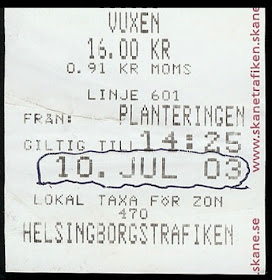 VUXEN
16.00 KR
0.91 KR MOMS
LINJE 601
FRÅN: PLANTERINGEN
GILTIG TILL 14:25
10. JUL 03
LOKAL TAXA FÖR ZON
470
HELSINGBORGSTRAFIKEN
www.skanetrafiken.skane
.skane.se